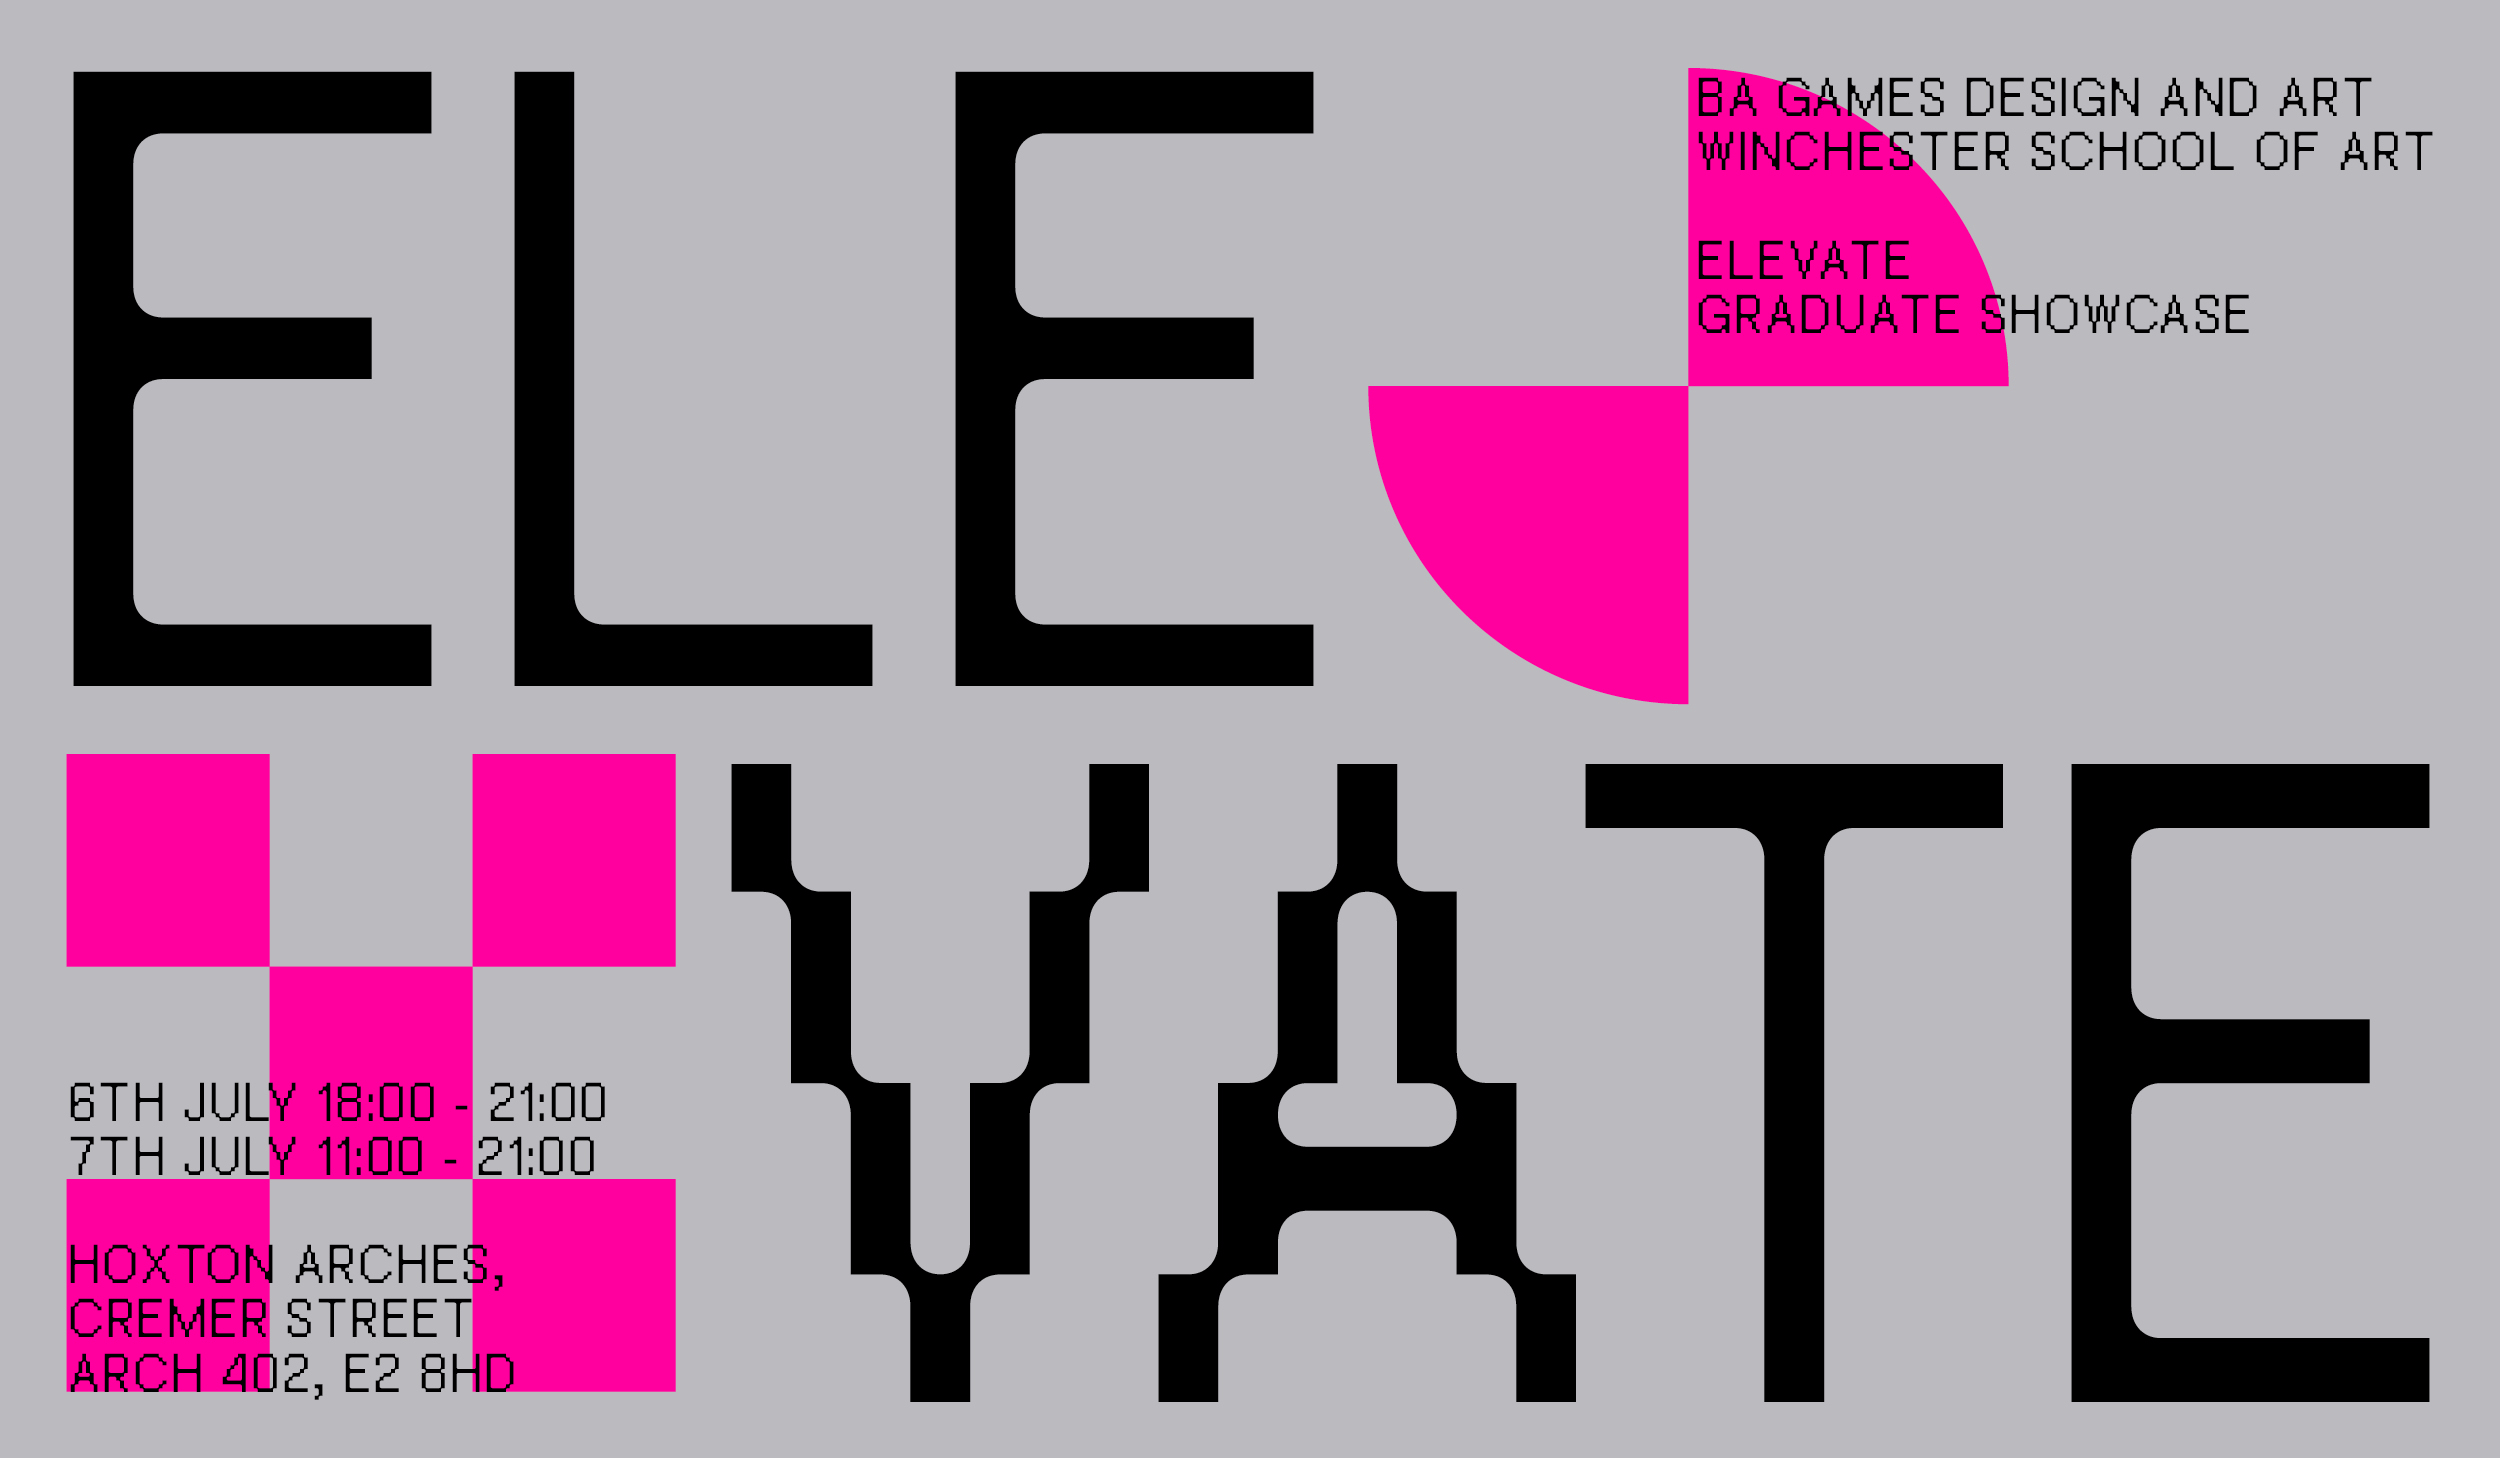 ELE
BA GAMES DESIGN AND ART
WINCHESTER SCHOOL OF ART
ELEVATE
GRADUATE SHOWCASE
VATE
6TH JULY 18:00 - 21:00
7TH JULY 11:00 - 21:00
HOXTON ARCHES,
CREMER STREET
ARCH 402, E2 8HD